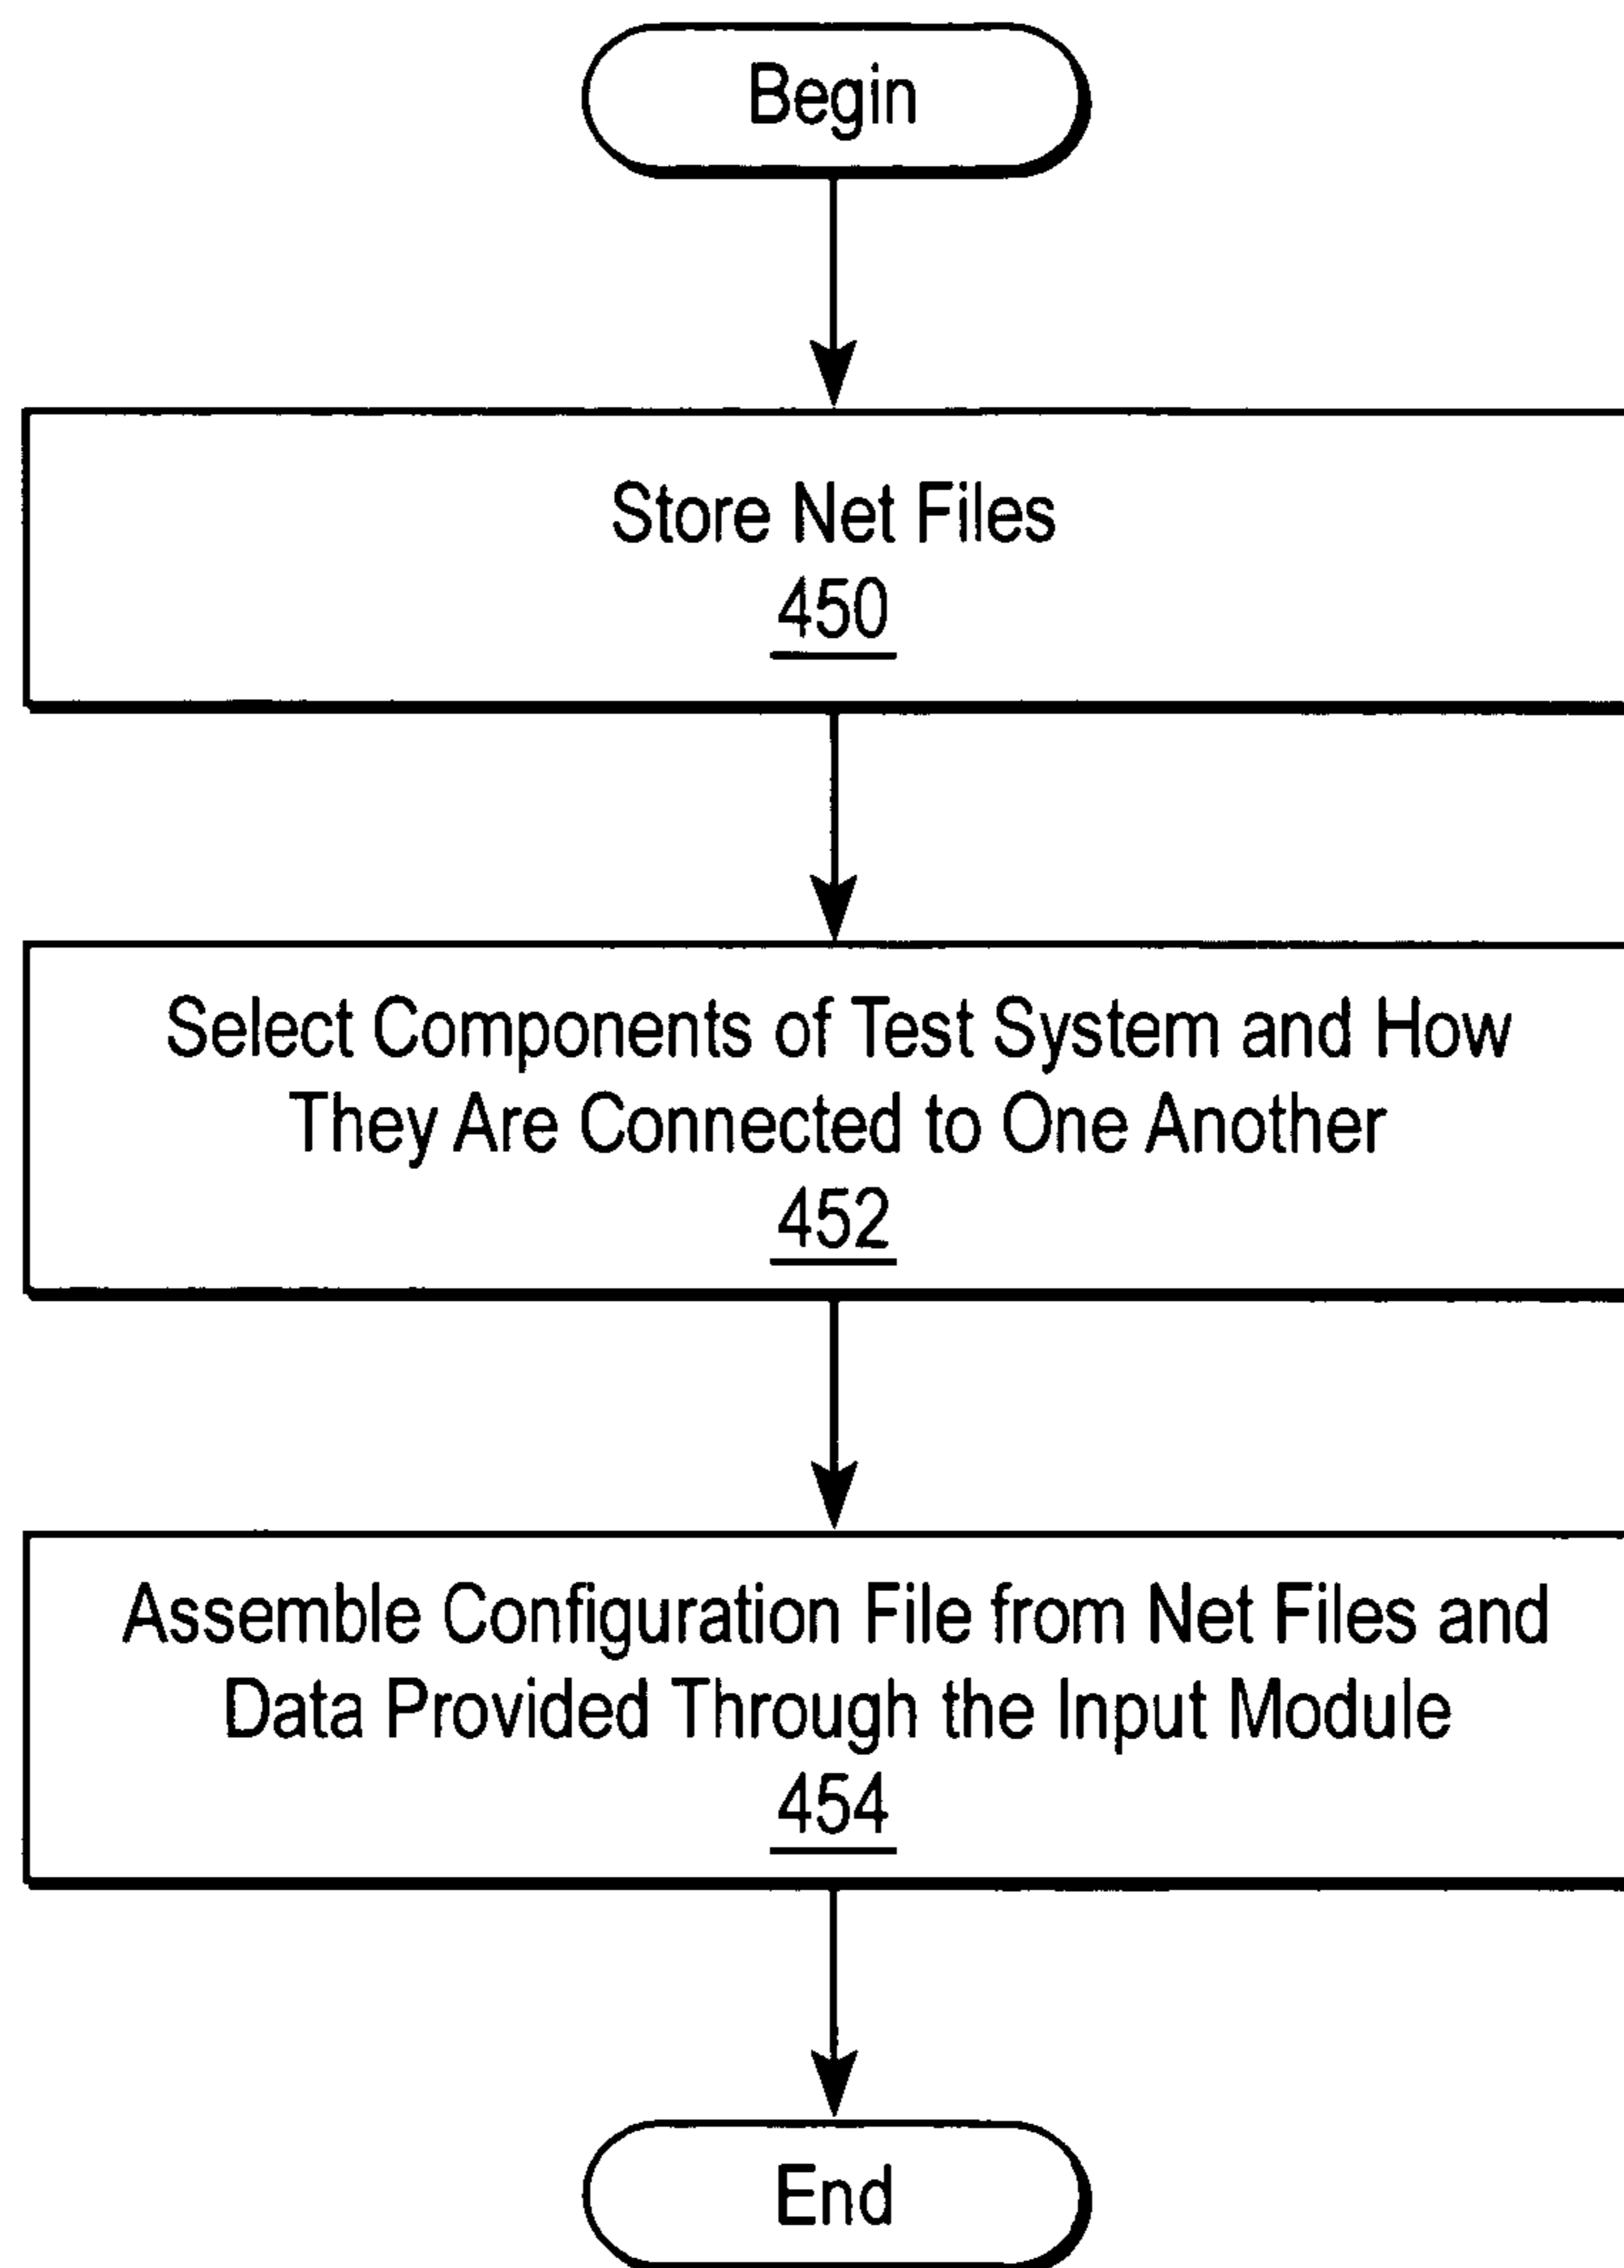 Begin
Store Net Files
450
Select Components of Test System and How
They Are Connected to One Another
452
Assemble Configuration File from Net Files and
Data Provided Through the Input Module
454
End